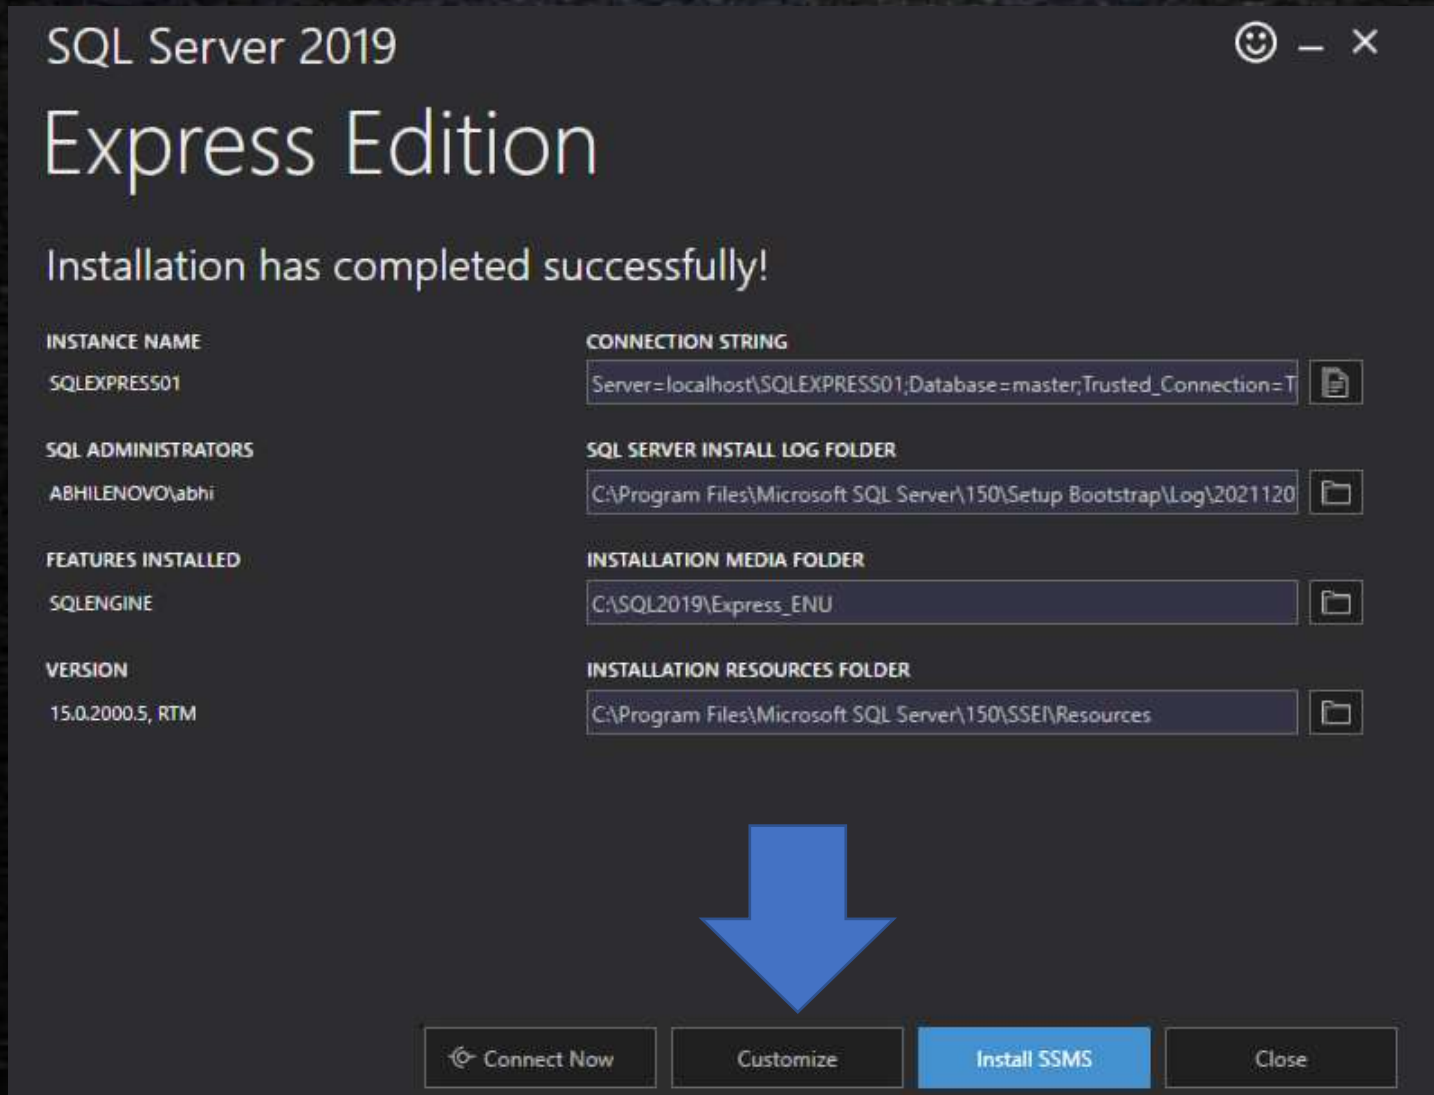 SQL Server 2019
Express Edition
Installation has completed successfully!
INSTANCE NAME
SQLEXPRESS01
CONNECTION STRING
Server=localhost\SQLEXPRESS01;Database=master;Trusted_Connection=T
SQL ADMINISTRATORS
ABHILENOVO\abhi
SQL SERVER INSTALL LOG FOLDER
C:\Program Files\Microsoft SQL Server\150\Setup Bootstrap\Log\2021120
FEATURES INSTALLED
SQLENGINE
INSTALLATION MEDIA FOLDER
C:\SQL2019\Express_ENU
VERSION
15.0.2000.5, RTM
INSTALLATION RESOURCES FOLDER
C:\Program Files\Microsoft SQL Server\150\SSEI\Resources
Connect Now
Customize
Install SSMS
Close